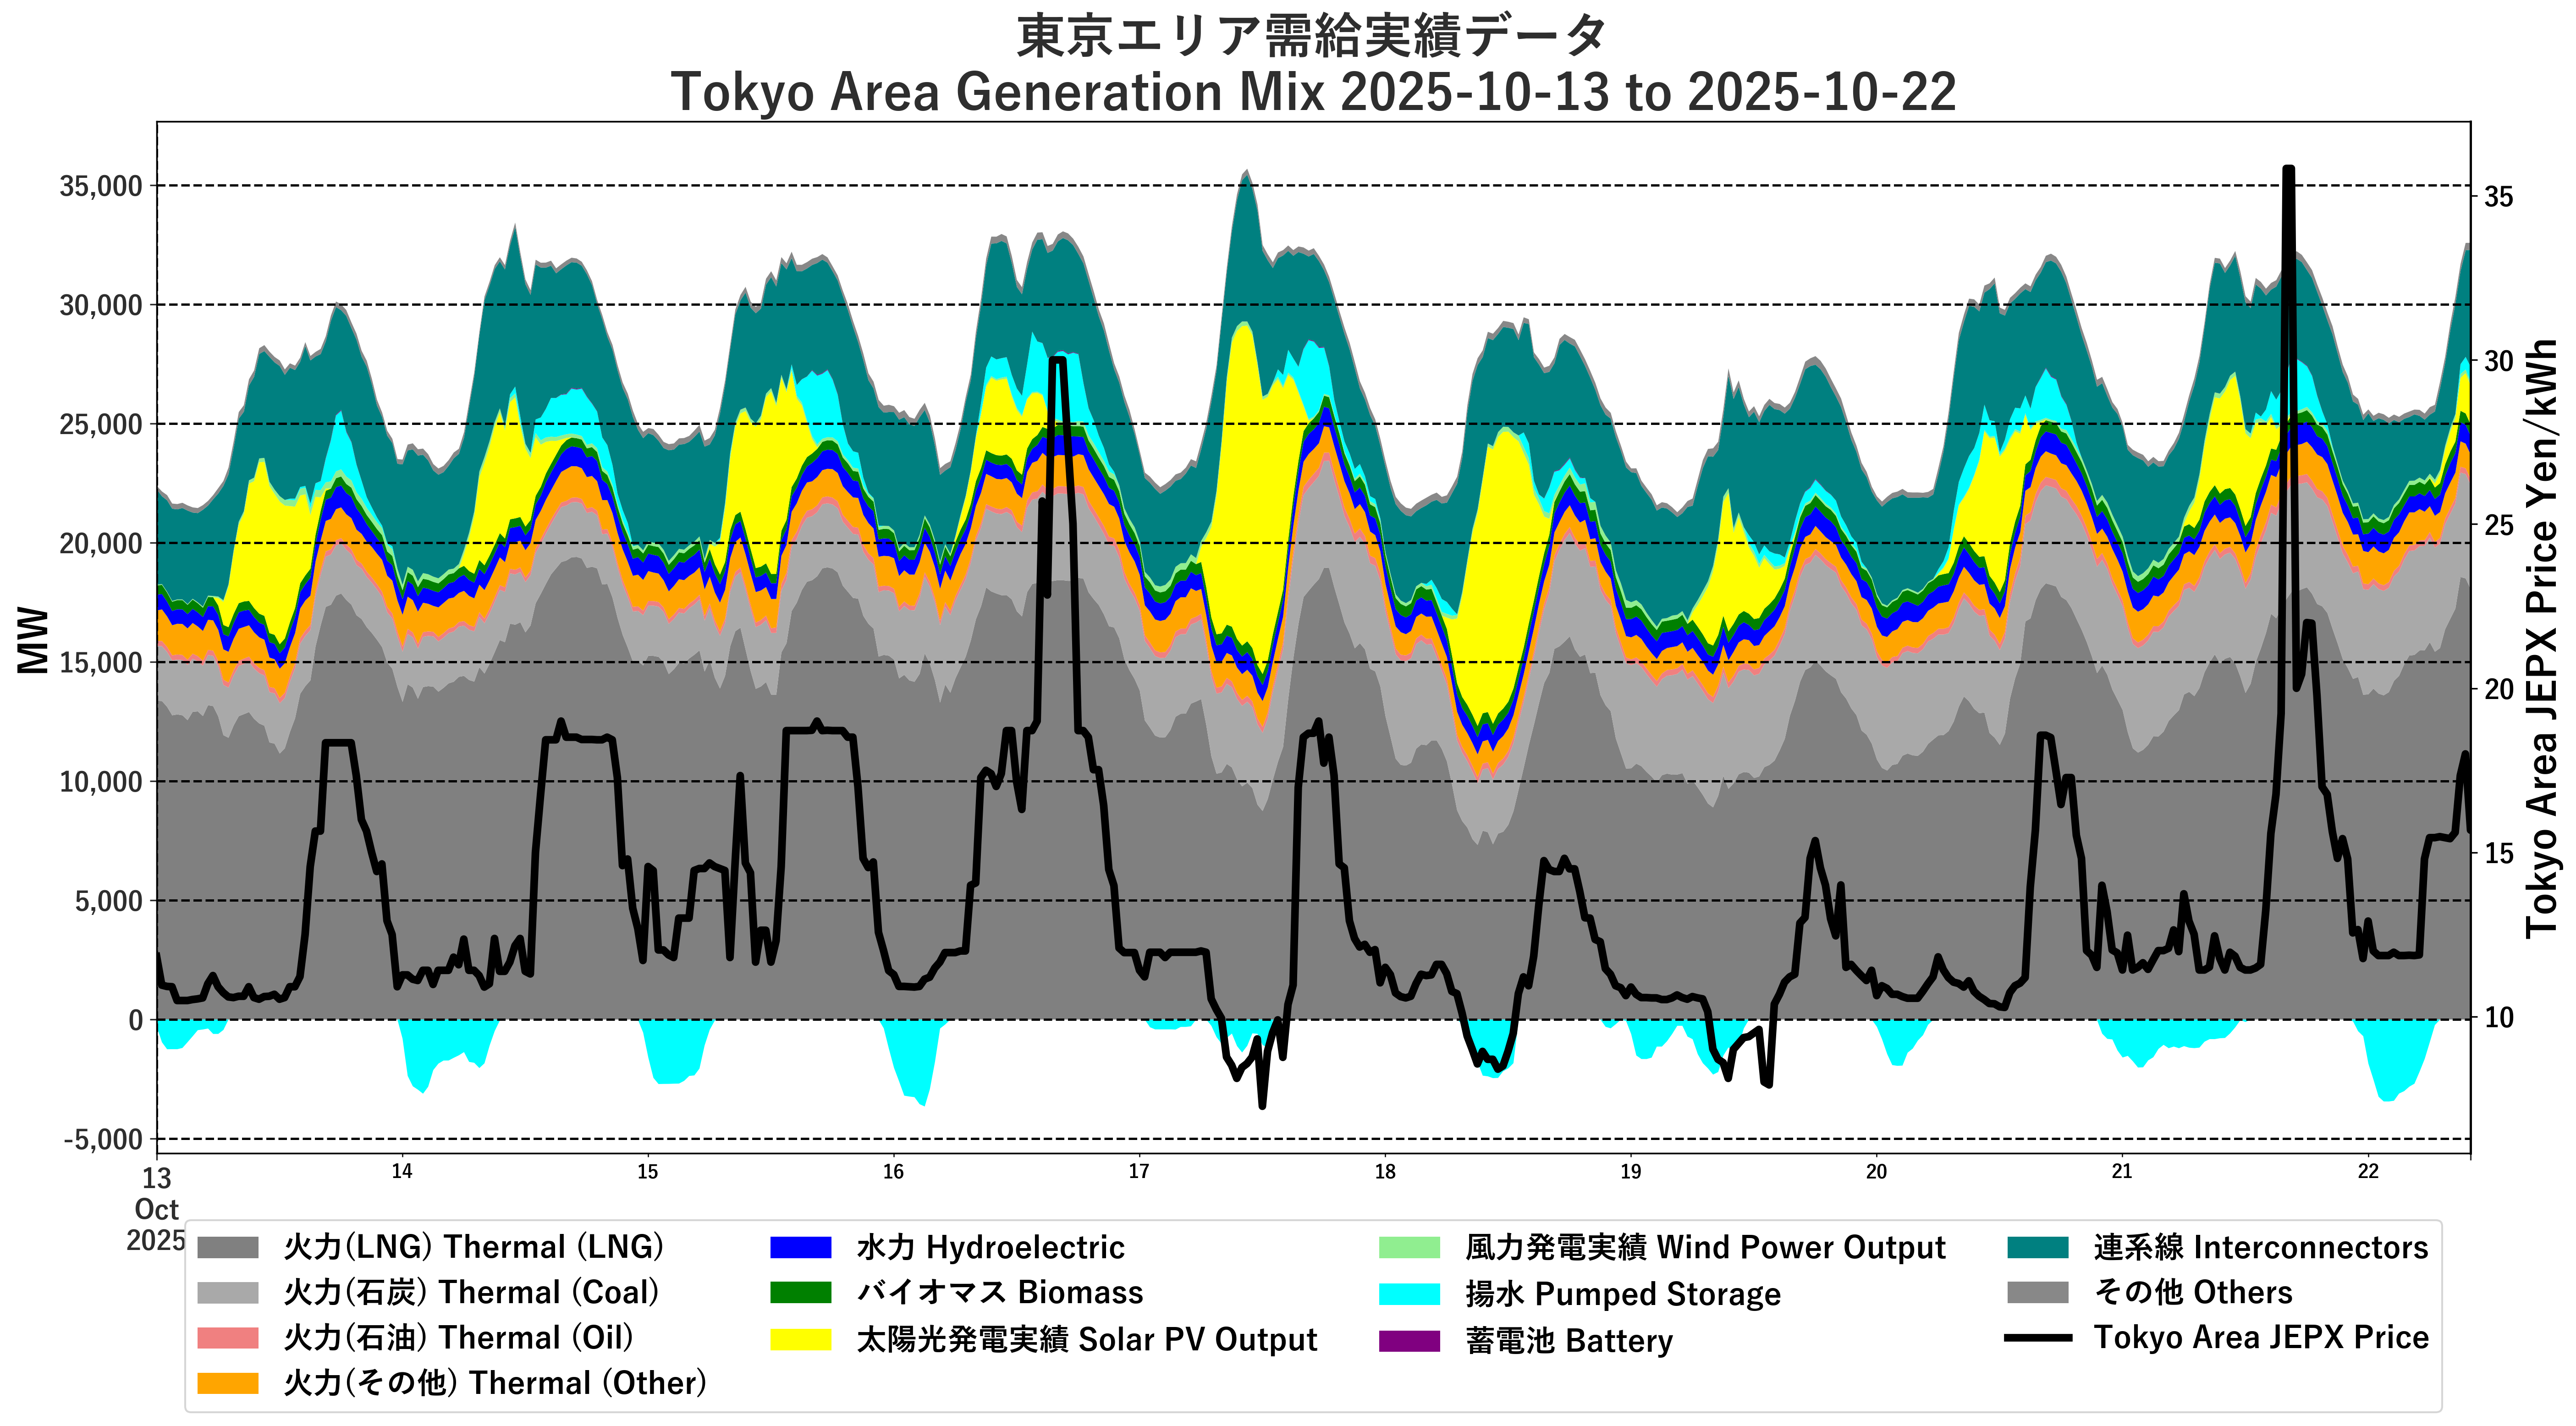 東京エリア需給実績データ
Tokyo Area Generation Mix 2025-10-13 to 2025-10-22
MW
35,000
30,000
25,000
20,000
15,000
10,000
5,000
0
-5,000
35
30
25
20
15
10
Tokyo Area JEPX Price Yen/kWh
13
Oct
2025
14
15
16
17
18
19
20
21
22
火力(LNG) Thermal (LNG)
火力(石炭) Thermal (Coal)
火力(石油) Thermal (Oil)
火力(その他) Thermal (Other)
水力 Hydroelectric
バイオマス Biomass
太陽光発電実績 Solar PV Output
風力発電実績 Wind Power Output
揚水 Pumped Storage
蓄電池 Battery
連系線 Interconnectors
その他 Others
Tokyo Area JEPX Price